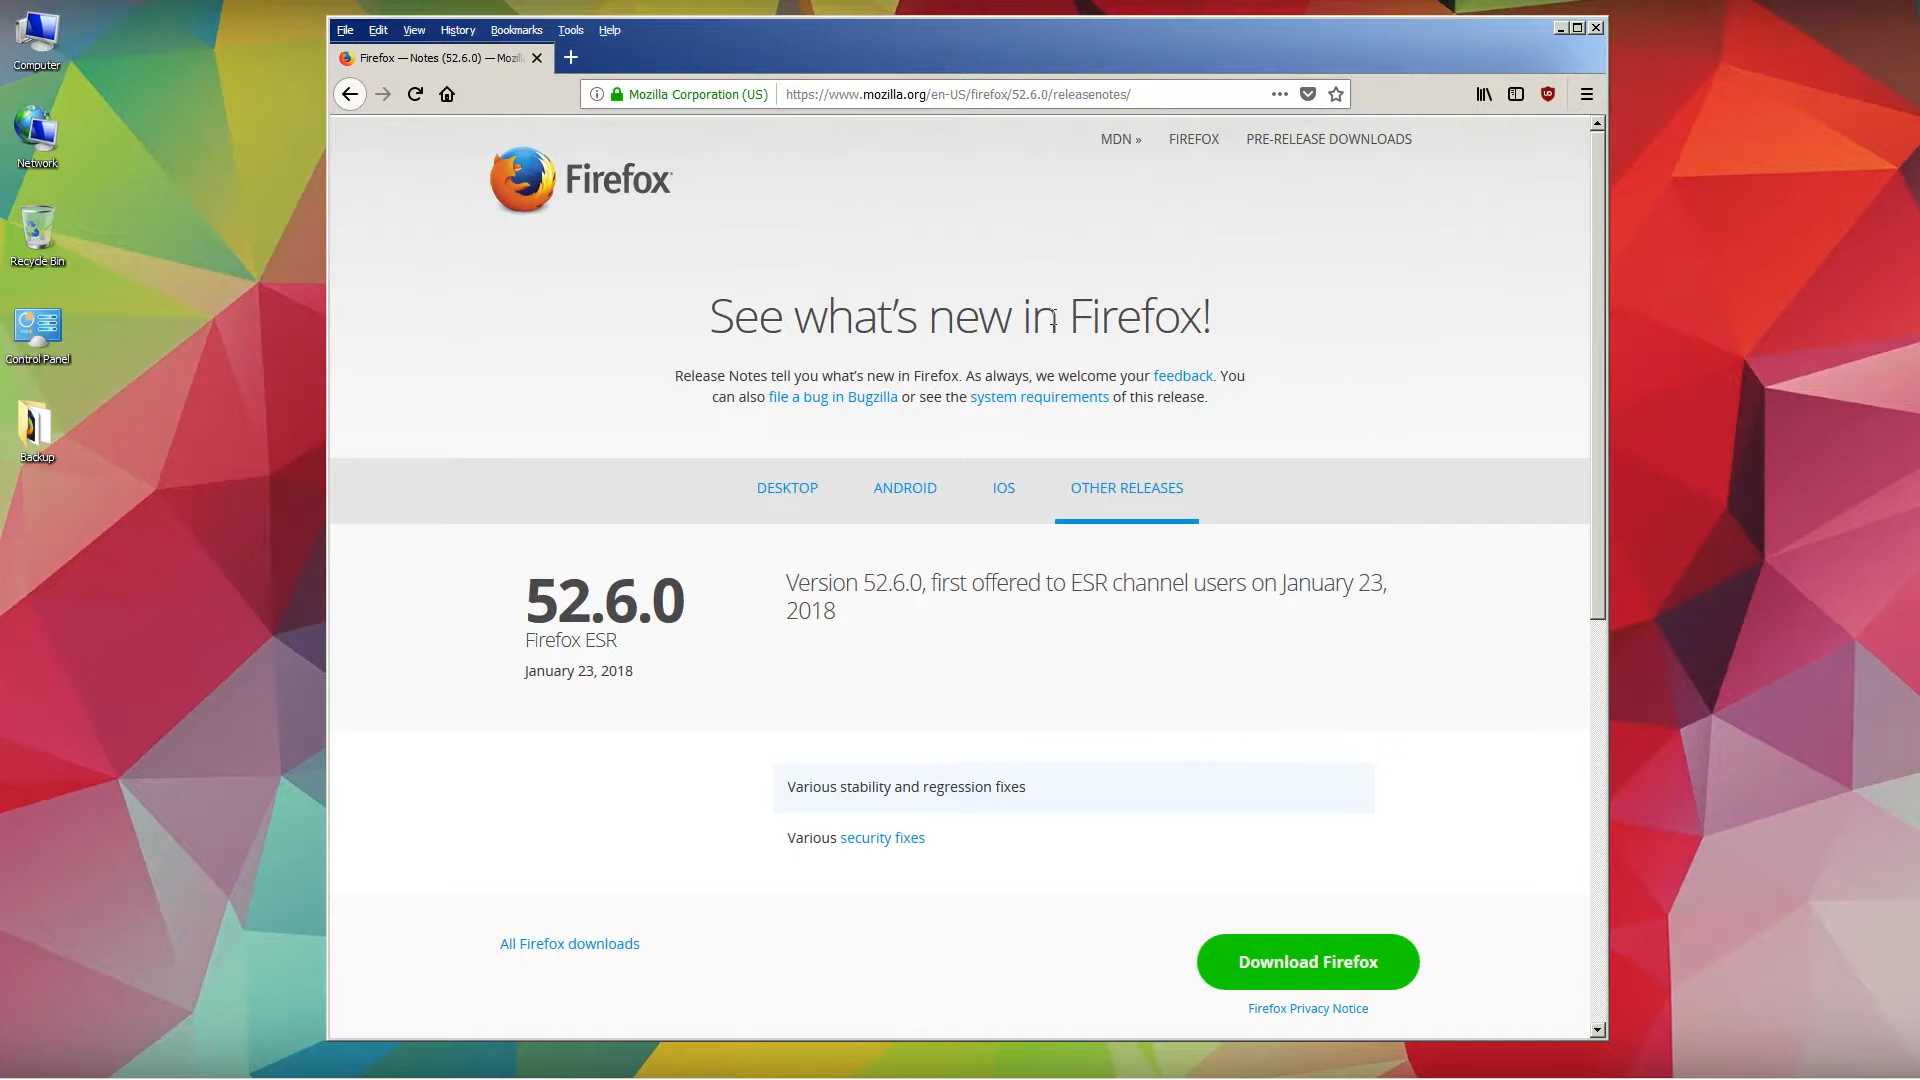 Computer
Network
Recycle Bin
Control Panel
Backup
File Edit View History Bookmarks Tools Help
Firefox — Notes (52.6.0) — Mozil
Mozilla Corporation (US) https://www.mozilla.org/en-US/firefox/52.6.0/releasenotes/
MDN » FIREFOX PRE-RELEASE DOWNLOADS
Firefox
See what's new in Firefox!
Release Notes tell you what's new in Firefox. As always, we welcome your feedback. You
can also file a bug in Bugzilla or see the system requirements of this release.
DESKTOP ANDROID IOS OTHER RELEASES
52.6.0
Firefox ESR
January 23, 2018
Version 52.6.0, first offered to ESR channel users on January 23,
2018
Various stability and regression fixes
Various security fixes
All Firefox downloads
Download Firefox
Firefox Privacy Notice